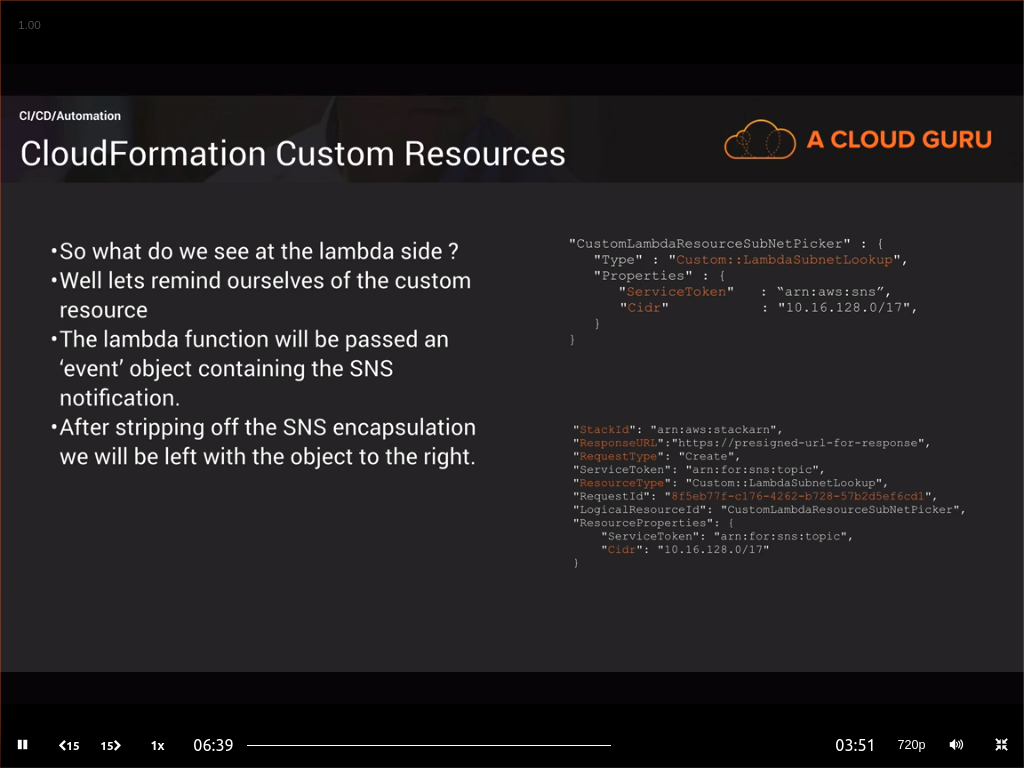 1.00
CI/CD/Automation
CloudFormation Custom Resources
A CLOUD GURU
•So what do we see at the lambda side ?
•Well lets remind ourselves of the custom
resource
•The lambda function will be passed an
‘event’ object containing the SNS
notification.
•After stripping off the SNS encapsulation
we will be left with the object to the right.
"CustomLambdaResourceSubNetPicker" : {
"Type" : "Custom::LambdaSubnetLookup",
"Properties" : {
"ServiceToken" : “arn:aws:sns”,
"Cidr" : "10.16.128.0/17",
}
}
"StackId": "arn:aws:stackarn",
"ResponseURL":"https://presigned-url-for-response",
"RequestType": "Create",
"ServiceToken": "arn:for:sns:topic",
"ResourceType": "Custom::LambdaSubnetLookup",
"RequestId": "8f5eb77f-c176-4262-b728-57b2d5ef6cd1",
"LogicalResourceId": "CustomLambdaResourceSubNetPicker",
"ResourceProperties": {
"ServiceToken": "arn:for:sns:topic",
"Cidr": "10.16.128.0/17"
}
15 15 1x 06:39 03:51 720p